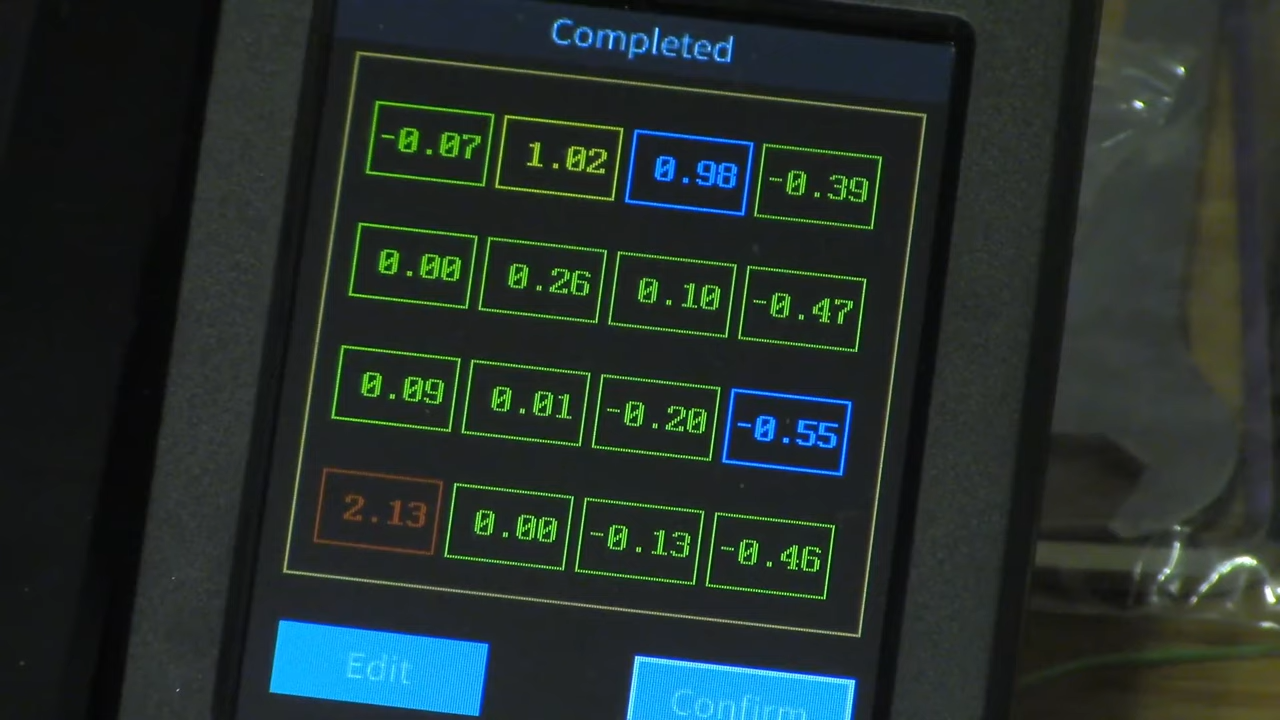 Completed
-0.07 1.02 0.98 -0.39
0.00 0.26 0.10 -0.47
0.09 0.01 -0.20 -0.55
2.13 0.00 -0.13 -0.46
Edit Confirm